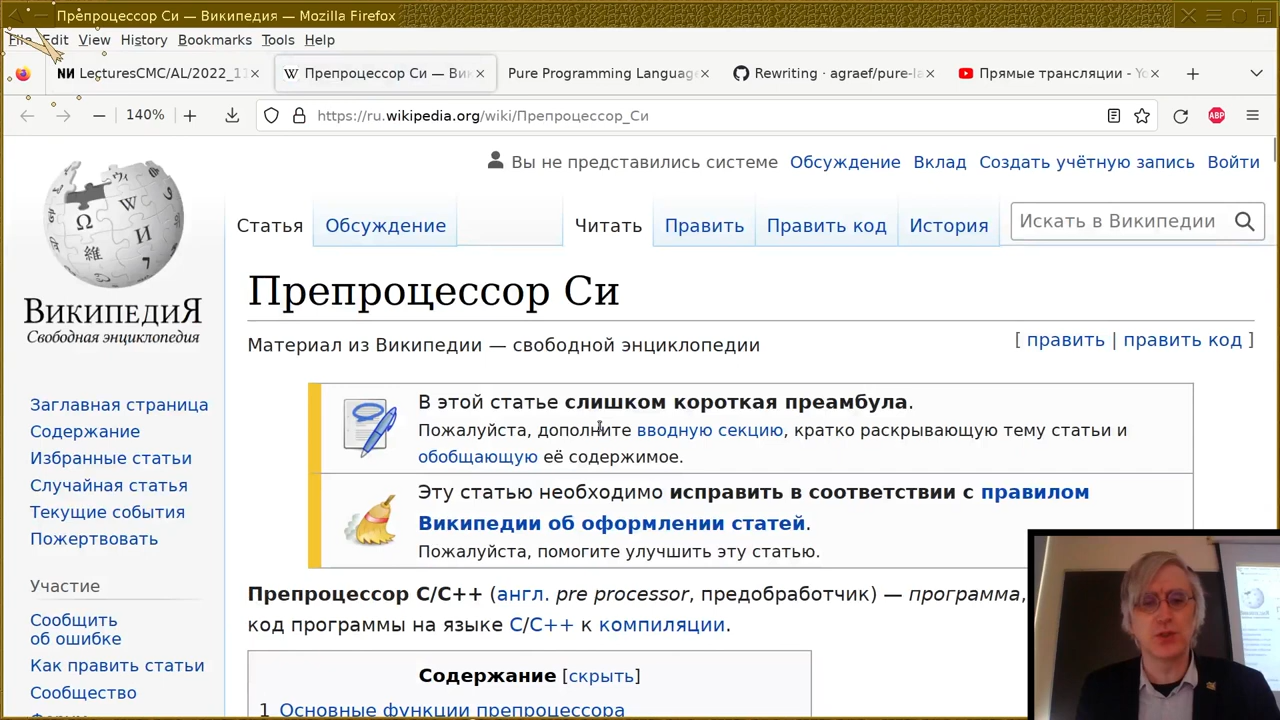 Препроцессор Си — Википедия — Mozilla Firefox
File Edit View History Bookmarks Tools Help
LecturesCMC/AL/2022_11
Препроцессор Си — Вики
Pure Programming Language
Rewriting · agraef/pure-la
Прямые трансляции - Yo
140%
https://ru.wikipedia.org/wiki/Препроцессор_Си
ABP
Вы не представились системе Обсуждение Вклад Создать учётную запись Войти
Статья Обсуждение Читать Править Править код История Искать в Википедии
ВикипедиЯ
Свободная энциклопедия
Заглавная страница
Содержание
Избранные статьи
Случайная статья
Текущие события
Пожертвовать
Участие
Сообщить
об ошибке
Как править статьи
Сообщество
Форум
Препроцессор Си
Материал из Википедии — свободной энциклопедии
[ править | править код ]
В этой статье слишком короткая преамбула.
Пожалуйста, дополните вводную секцию, кратко раскрывающую тему статьи и
обобщающую её содержимое.
Эту статью необходимо исправить в соответствии с правилом
Википедии об оформлении статей.
Пожалуйста, помогите улучшить эту статью.
Препроцессор С/С++ (англ. pre processor, предобработчик) — программа,
код программы на языке С/С++ к компиляции.
Содержание [скрыть]
1 Основные функции препроцессора